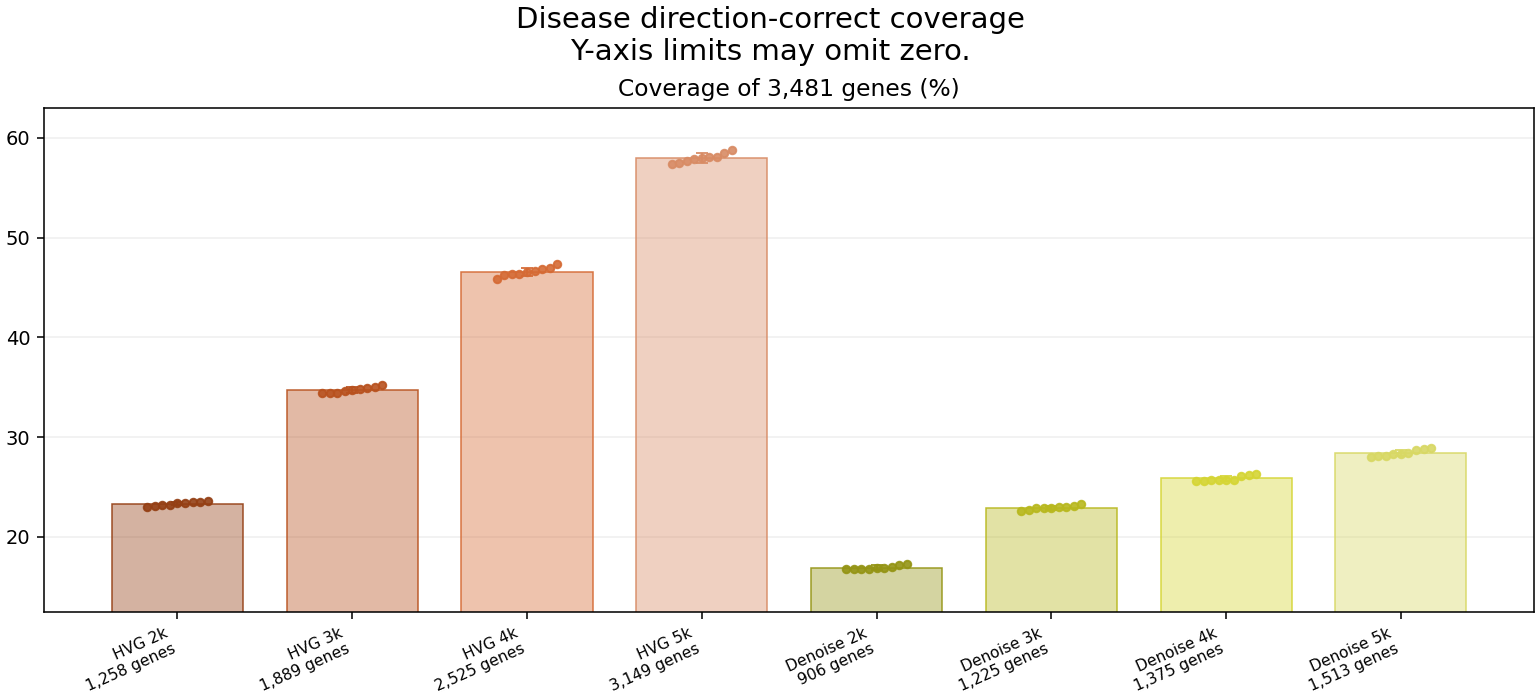 Disease direction-correct coverage
Y-axis limits may omit zero.
Coverage of 3,481 genes (%)
60
50
40
30
20
HVG 2k
1,258 genes
HVG 3k
1,889 genes
HVG 4k
2,525 genes
HVG 5k
3,149 genes
Denoise 2k
906 genes
Denoise 3k
1,225 genes
Denoise 4k
1,375 genes
Denoise 5k
1,513 genes